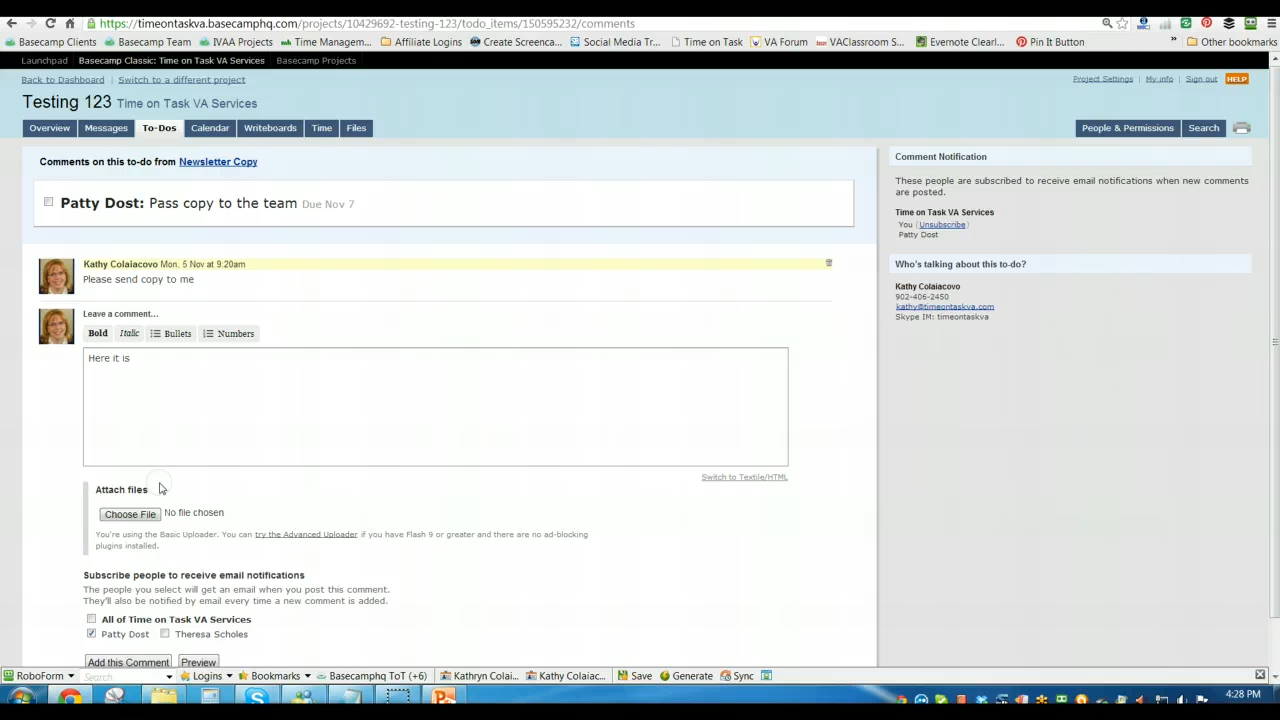 https://timeontaskva.basecamphq.com/projects/10429692-testing-123/todo_items/150595232/comments
Basecamp Clients Basecamp Team IVAA Projects Time Managem... Affiliate Logins Create Screenca... Social Media Tr... Time on Task VA Forum VAClassroom S... Evernote Clearl... Pin It Button » Other bookmarks
Launchpad Basecamp Classic: Time on Task VA Services Basecamp Projects
Back to Dashboard | Switch to a different project Project Settings | My info | Sign out HELP
Testing 123 Time on Task VA Services
Overview Messages To-Dos Calendar Writeboards Time Files People & Permissions Search
Comments on this to-do from Newsletter Copy
Patty Dost: Pass copy to the team Due Nov 7
Kathy Colaiacovo Mon, 5 Nov at 9:20am
Please send copy to me
Leave a comment...
Bold Italic Bullets Numbers
Here it is
Switch to Textile/HTML
Attach files
Choose File No file chosen
You're using the Basic Uploader. You can try the Advanced Uploader if you have Flash 9 or greater and there are no ad-blocking
plugins installed.
Subscribe people to receive email notifications
The people you select will get an email when you post this comment.
They'll also be notified by email every time a new comment is added.
All of Time on Task VA Services
Patty Dost Theresa Scholes
Add this Comment Preview
Comment Notification
These people are subscribed to receive email notifications when new comments
are posted.
Time on Task VA Services
You (Unsubscribe)
Patty Dost
Who's talking about this to-do?
Kathy Colaiacovo
902-406-2450
kathy@timeontaskva.com
Skype IM: timeontaskva
RoboForm Search Logins Bookmarks Basecamphq ToT (+6) Kathryn Colai... Kathy Colaiac... Save Generate Sync
4:28 PM